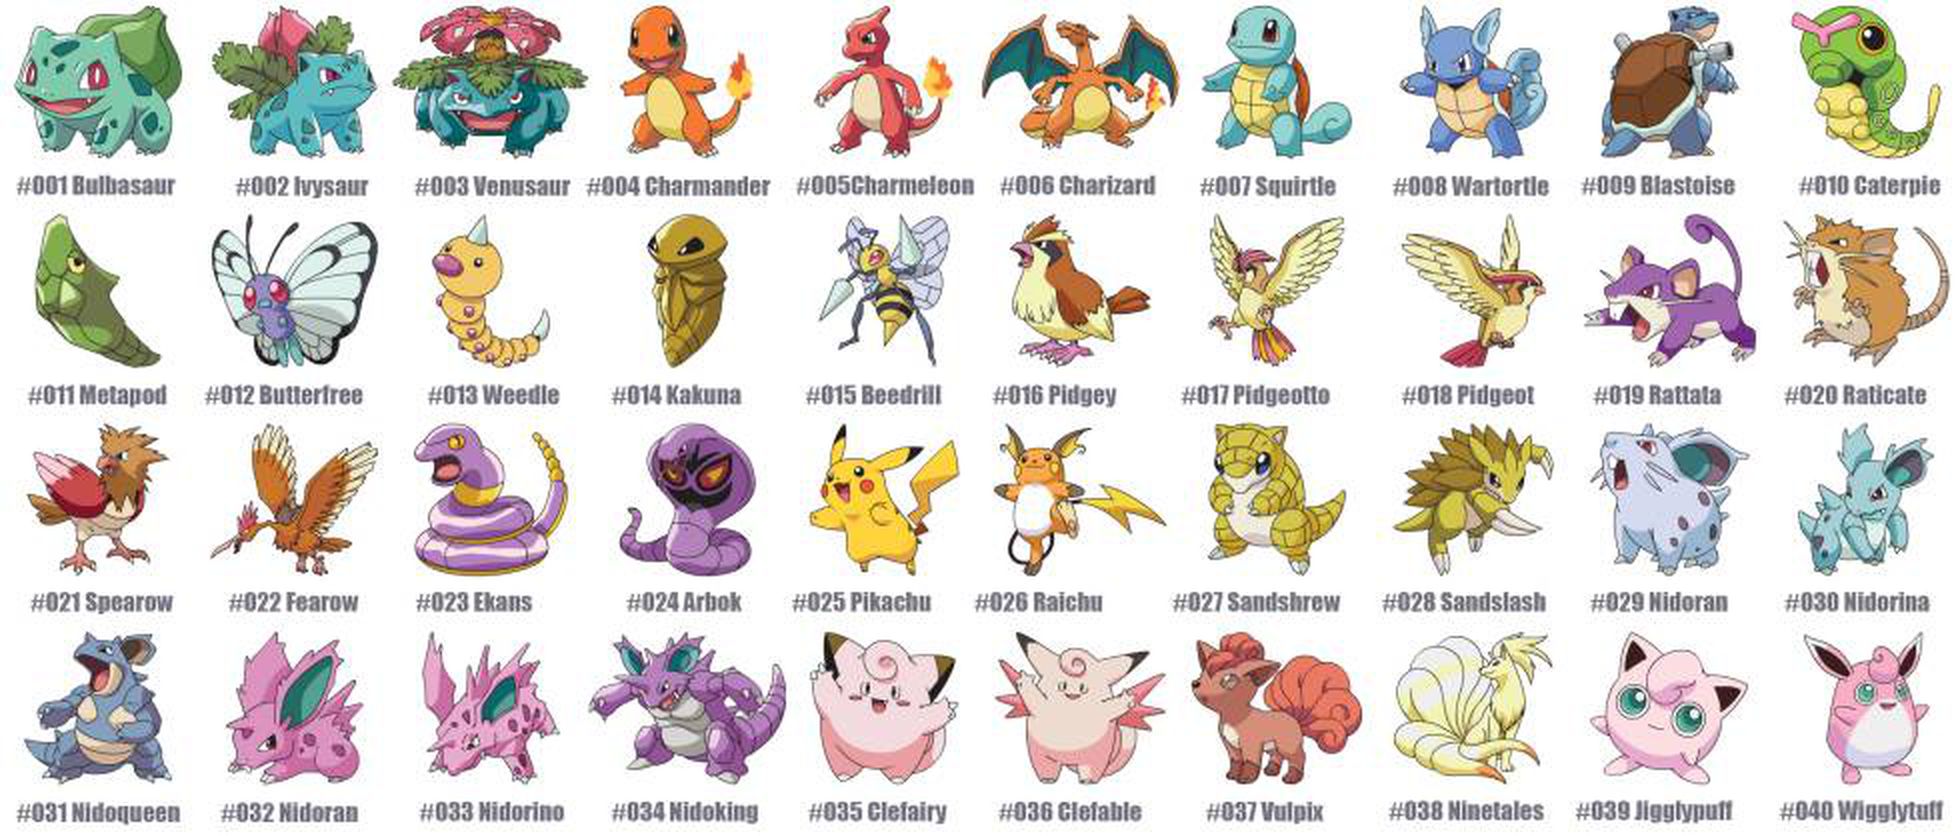 #001 Bulbasaur #002 Ivysaur #003 Venusaur #004 Charmander #005Charmeleon #006 Charizard #007 Squirtle #008 Wartortle #009 Blastoise #010 Caterpie
#011 Metapod #012 Butterfree #013 Weedle #014 Kakuna #015 Beedrill #016 Pidgey #017 Pidgeotto #018 Pidgeot #019 Rattata #020 Raticate
#021 Spearow #022 Fearow #023 Ekans #024 Arbok #025 Pikachu #026 Raichu #027 Sandshrew #028 Sandslash #029 Nidoran #030 Nidorina
#031 Nidoqueen #032 Nidoran #033 Nidorino #034 Nidoking #035 Clefairy #036 Clefable #037 Vulpix #038 Ninetales #039 Jigglypuff #040 Wigglytuff